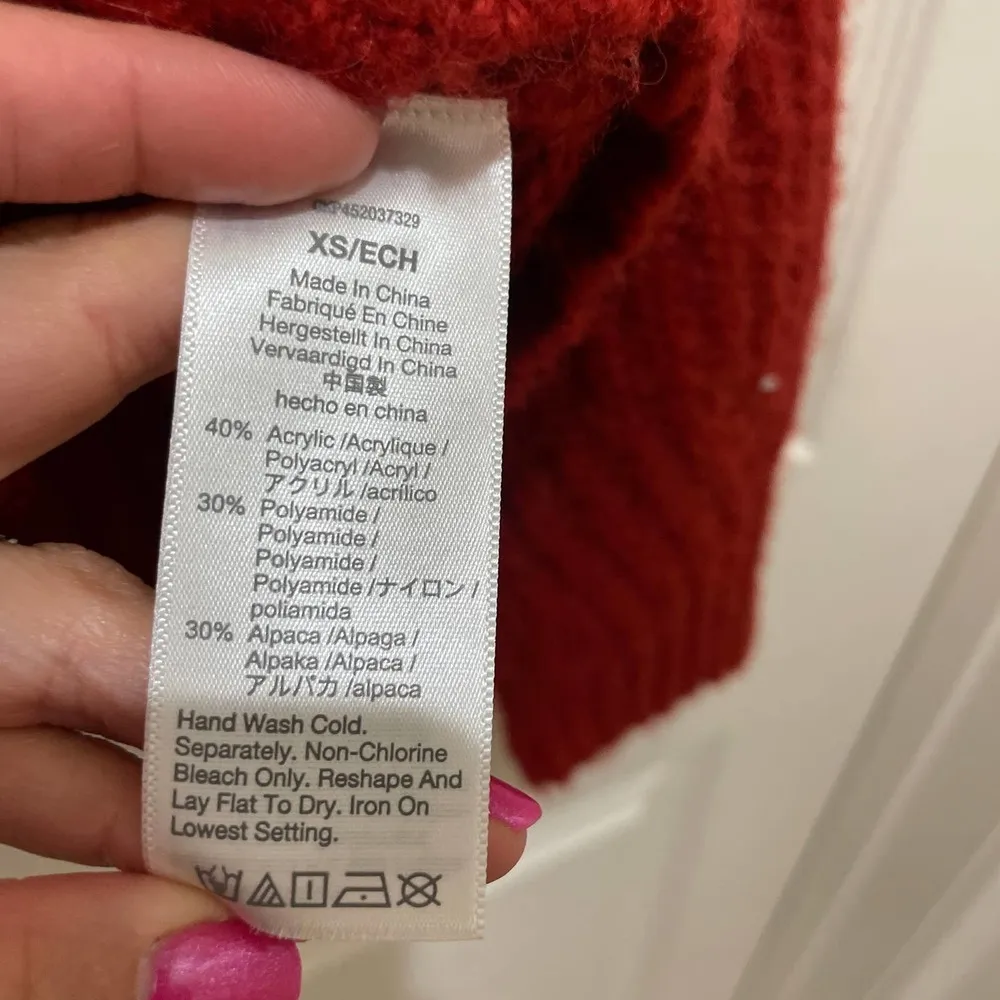 452037329
XS/ECH
Made In China
Fabriqué En Chine
Hergestellt In China
Vervaardigd In China
中国製
hecho en china
40% Acrylic /Acrylique /
Polyacryl /Acryl /
アクリル /acrílico
30% Polyamide /
Polyamide /
Polyamide /
Polyamide /ナイロン /
poliamida
30% Alpaca /Alpaga /
Alpaka /Alpaca /
アルパカ /alpaca
Hand Wash Cold.
Separately. Non-Chlorine
Bleach Only. Reshape And
Lay Flat To Dry. Iron On
Lowest Setting.